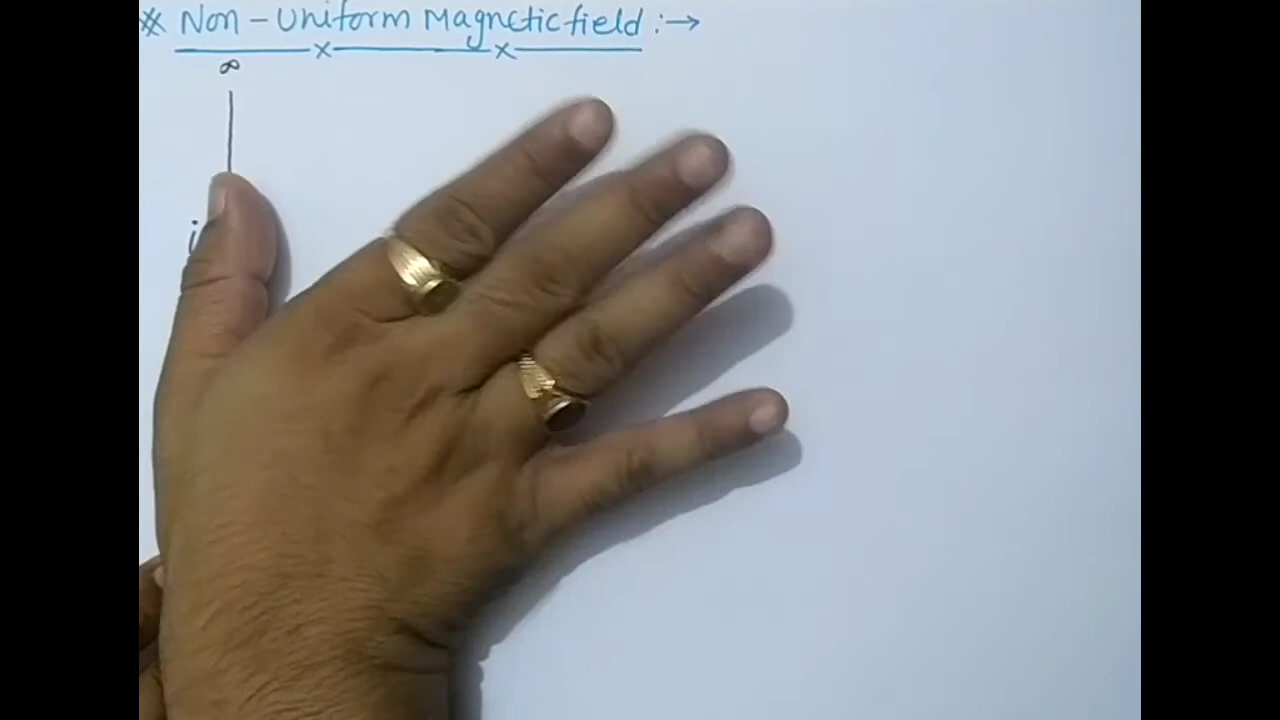 * Non-Uniform Magnetic field :→
∞
i